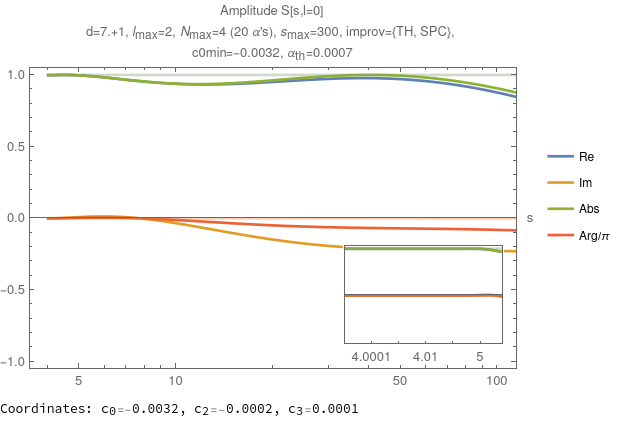 Amplitude S[s,l=0]
d=7.+1, lmax=2, Nmax=4 (20 α's), smax=300, improv={TH, SPC},
c0min=-0.0032, αth=0.0007
1.0
0.5
0.0
-0.5
-1.0
s
4.0001 4.01 5
5 10 50 100
Re
Im
Abs
Arg/π
Coordinates: c0=-0.0032, c2=-0.0002, c3=0.0001